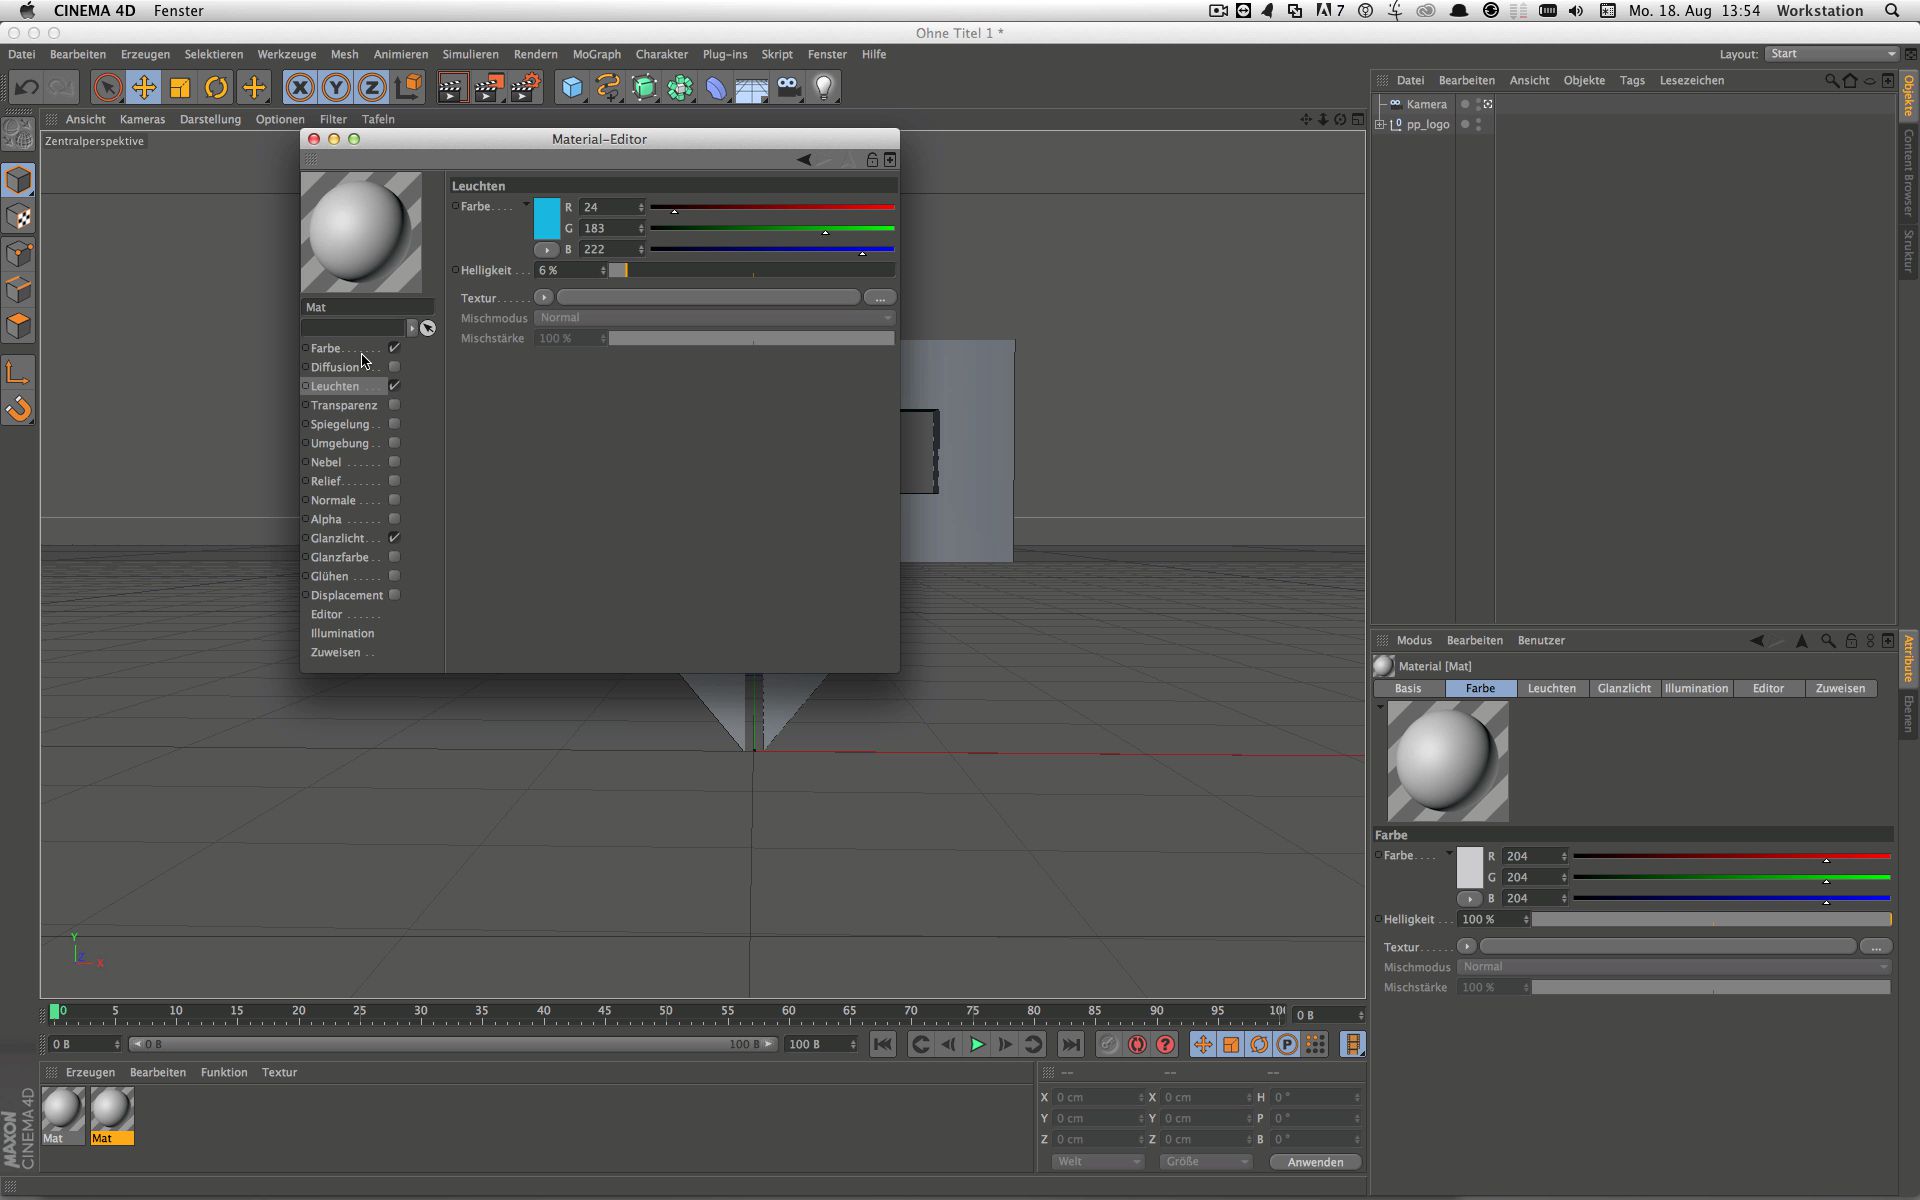 CINEMA 4D Fenster 7 Mo. 18. Aug 13:54 Workstation
Ohne Titel 1 *
Datei Bearbeiten Erzeugen Selektieren Werkzeuge Mesh Animieren Simulieren Rendern MoGraph Charakter Plug-ins Skript Fenster Hilfe Layout: Start
X Y Z
Datei Bearbeiten Ansicht Objekte Tags Lesezeichen
Ansicht Kameras Darstellung Optionen Filter Tafeln
Zentralperspektive
Kamera
pp_logo
Objekte
Content Browser
Struktur
Material-Editor
Leuchten
Farbe.... R 24
G 183
B 222
Helligkeit ... 6 %
Textur...... ...
Mischmodus Normal
Mischstärke 100 %
Mat
Farbe.......
Diffusion
Leuchten ...
Transparenz
Spiegelung..
Umgebung..
Nebel ......
Relief......
Normale ....
Alpha ......
Glanzlicht...
Glanzfarbe..
Glühen .....
Displacement
Editor ......
Illumination
Zuweisen ..
Y
Z X
Modus Bearbeiten Benutzer
Material [Mat]
Basis Farbe Leuchten Glanzlicht Illumination Editor Zuweisen
Farbe
Farbe.... R 204
G 204
B 204
Helligkeit ... 100 %
Textur...... ...
Mischmodus Normal
Mischstärke 100 %
Attribute
Ebenen
0 5 10 15 20 25 30 35 40 45 50 55 60 65 70 75 80 85 90 95 10 0 B
0 B 0 B 100 B 100 B P
Erzeugen Bearbeiten Funktion Textur
Mat Mat
-- -- --
X 0 cm X 0 cm H 0 °
Y 0 cm Y 0 cm P 0 °
Z 0 cm Z 0 cm B 0 °
Welt Größe Anwenden
MAXON
CINEMA 4D